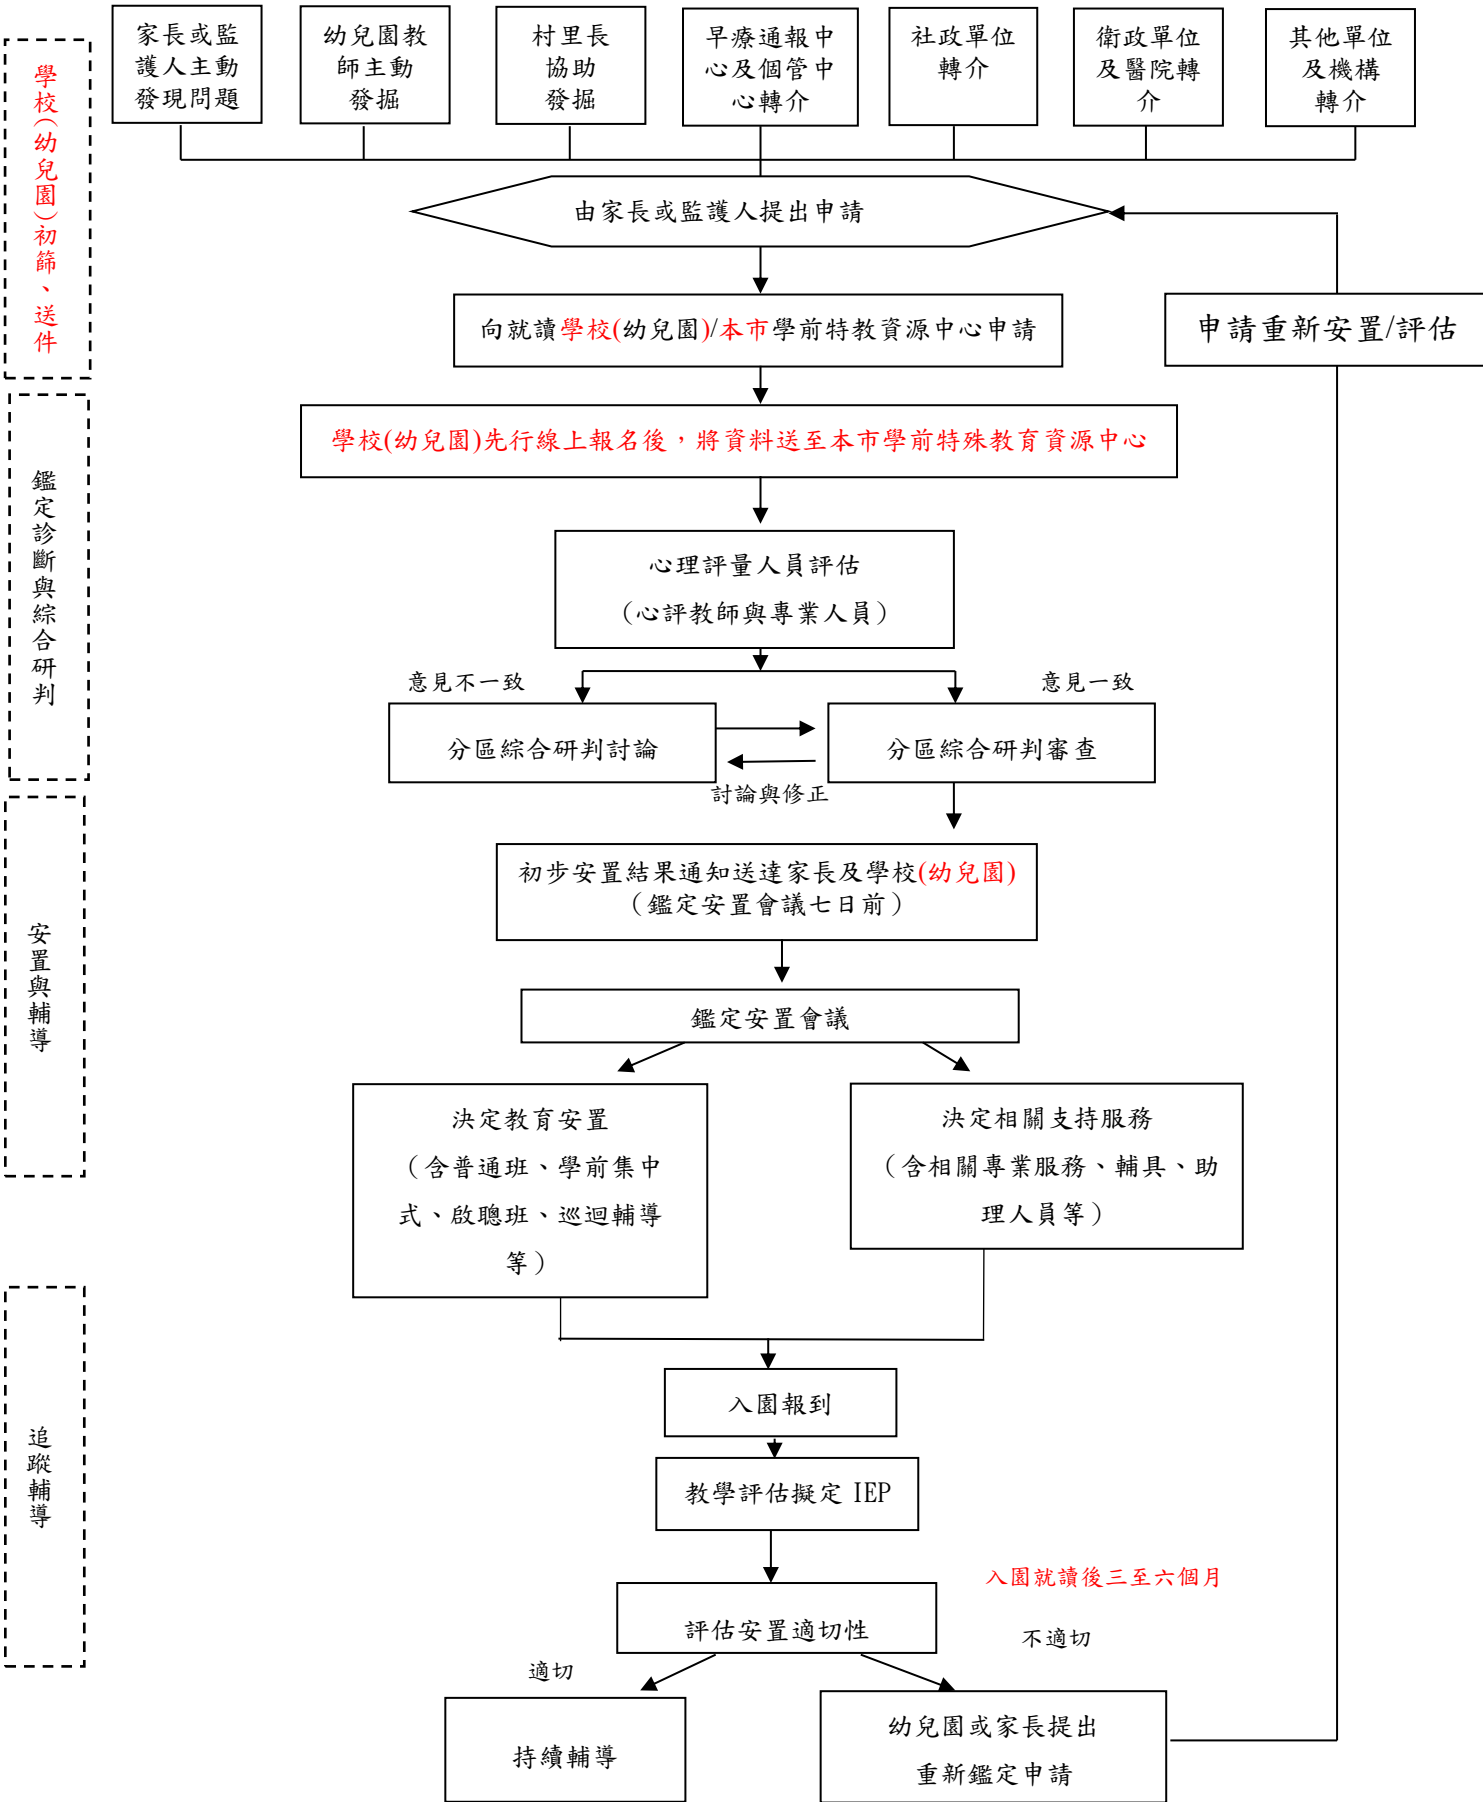 家長或監
護人主動
發現問題
幼兒園教
師主動
發掘
村里長
協助
發掘
早療通報中
心及個管中
心轉介
社政單位
轉介
衛政單位
及醫院轉
介
其他單位
及機構
轉介
學校(幼兒園)初篩、送件
由家長或監護人提出申請
向就讀學校(幼兒園)/本市學前特教資源中心申請
申請重新安置/評估
學校(幼兒園)先行線上報名後，將資料送至本市學前特殊教育資源中心
鑑定診斷與綜合研判
心理評量人員評估
（心評教師與專業人員）
意見不一致
意見一致
分區綜合研判討論
分區綜合研判審查
討論與修正
安置與輔導
初步安置結果通知送達家長及學校(幼兒園)
（鑑定安置會議七日前）
鑑定安置會議
決定教育安置
（含普通班、學前集中
式、啟聰班、巡迴輔導
等）
決定相關支持服務
（含相關專業服務、輔具、助
理人員等）
追蹤輔導
入園報到
教學評估擬定 IEP
入園就讀後三至六個月
評估安置適切性
不適切
適切
持續輔導
幼兒園或家長提出
重新鑑定申請